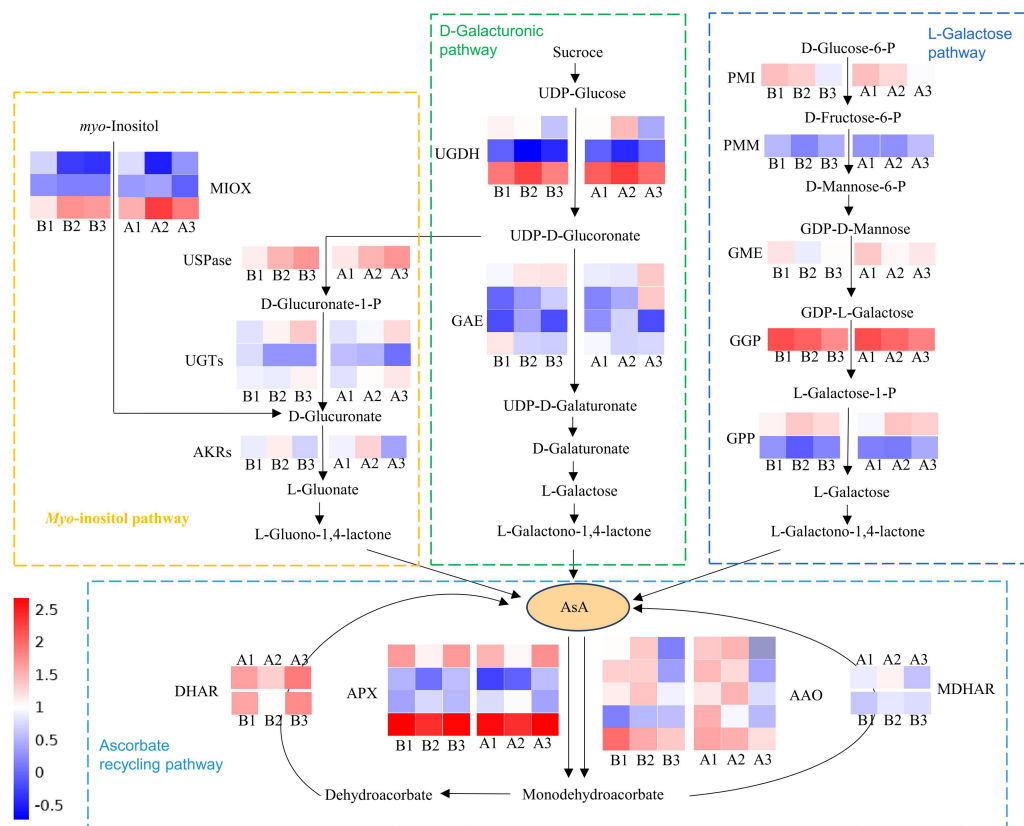 D-Galacturonic
pathway
Sucroce
UDP-Glucose
UGDH
B1 B2 B3 A1 A2 A3
UDP-D-Glucoronate
GAE
B1 B2 B3 A1 A2 A3
UDP-D-Galaturonate
D-Galaturonate
L-Galactose
L-Galactono-1,4-lactone
L-Galactose
pathway
D-Glucose-6-P
PMI
B1 B2 B3 A1 A2 A3
D-Fructose-6-P
PMM
B1 B2 B3 A1 A2 A3
D-Mannose-6-P
GDP-D-Mannose
GME
B1 B2 B3 A1 A2 A3
GDP-L-Galactose
GGP
B1 B2 B3 A1 A2 A3
L-Galactose-1-P
GPP
B1 B2 B3 A1 A2 A3
L-Galactose
L-Galactono-1,4-lactone
myo-Inositol
MIOX
B1 B2 B3 A1 A2 A3
USPase
B1 B2 B3 A1 A2 A3
D-Glucuronate-1-P
UGTs
B1 B2 B3 A1 A2 A3
D-Glucuronate
AKRs
B1 B2 B3 A1 A2 A3
L-Gluonate
Myo-inositol pathway
L-Gluono-1,4-lactone
AsA
2.5
2
1.5
1
0.5
0
-0.5
A1 A2 A3
DHAR
B1 B2 B3
APX
B1 B2 B3 A1 A2 A3
AAO
B1 B2 B3 A1 A2 A3
A1 A2 A3
MDHAR
B1 B2 B3
Ascorbate
recycling pathway
Dehydroacorbate
Monodehydroacorbate